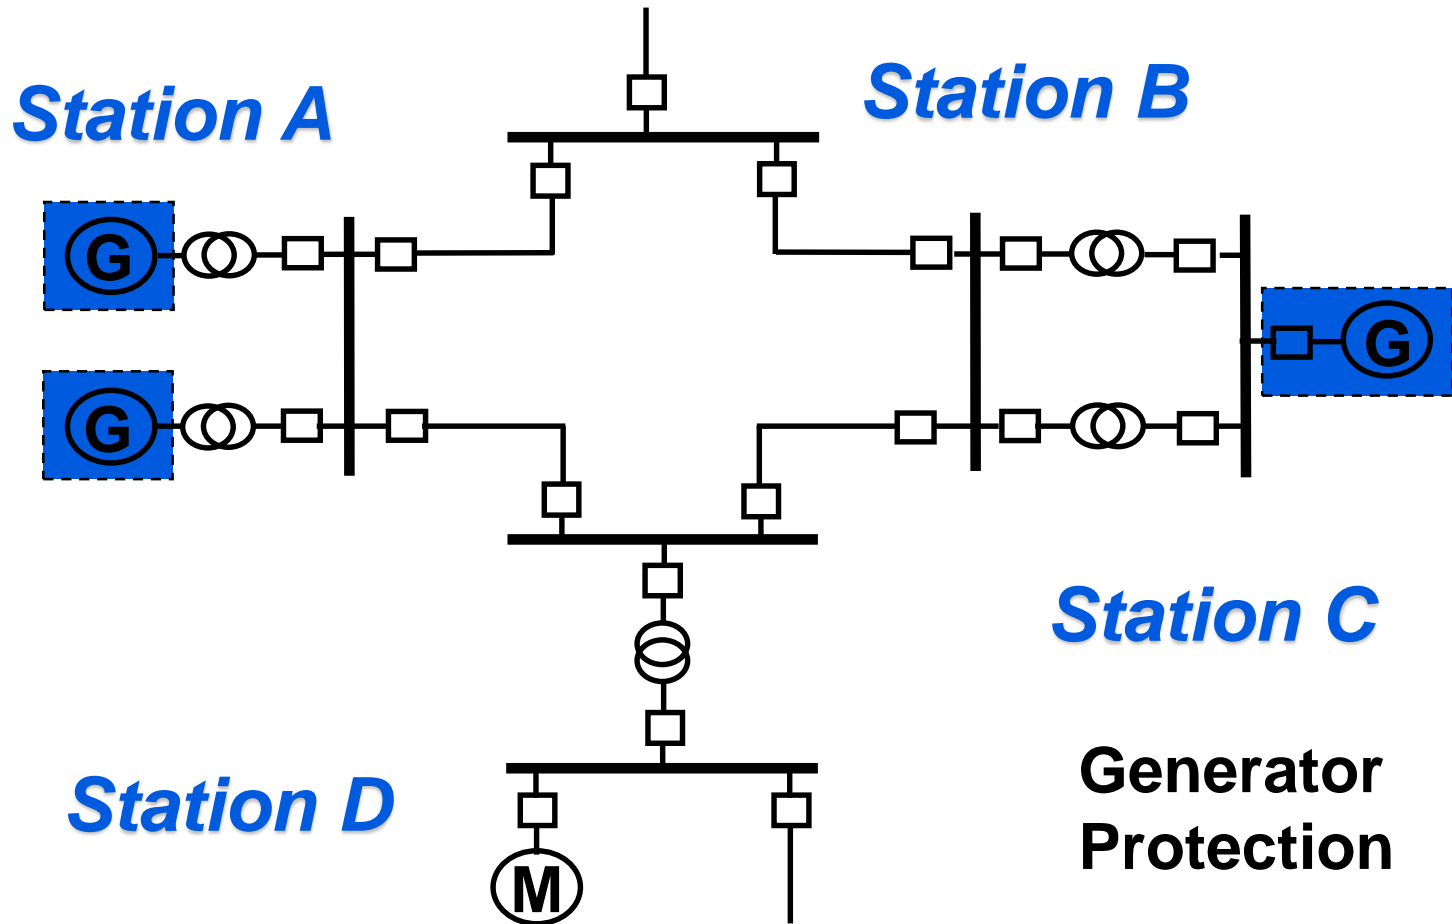 Station B
Station A
G
G
G
Station C
Generator
Protection
Station D
M